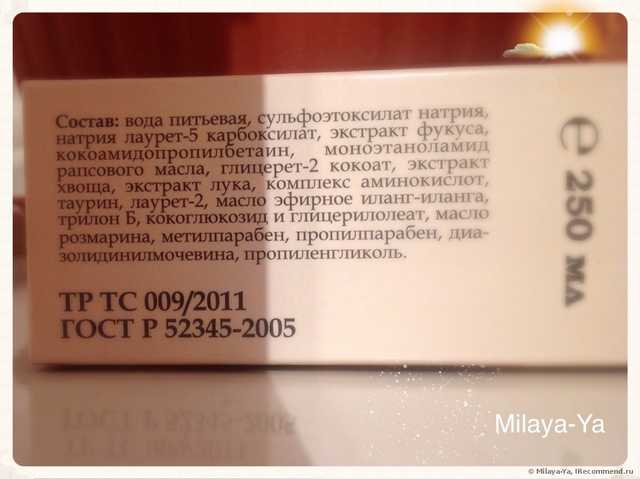 Состав: вода питьевая, сульфоэтоксилат натрия,
натрия лаурет-5 карбоксилат, экстракт фукуса,
кокоамидопропилбетаин, моноэтаноламид
рапсового масла, глицерет-2 кокоат, экстракт
хвоща, экстракт лука, комплекс аминокислот,
таурин, лаурет-2, масло эфирное иланг-иланга,
трилон Б, кокоглюкозид и глицерилолеат, масло
розмарина, метилпарабен, пропилпарабен, диа-
золидинилмочевина, пропиленгликоль.
ТР ТС 009/2011
ГОСТ Р 52345-2005
℮ 250 мл
Milaya-Ya
© Milaya-Ya, IRecommend.ru